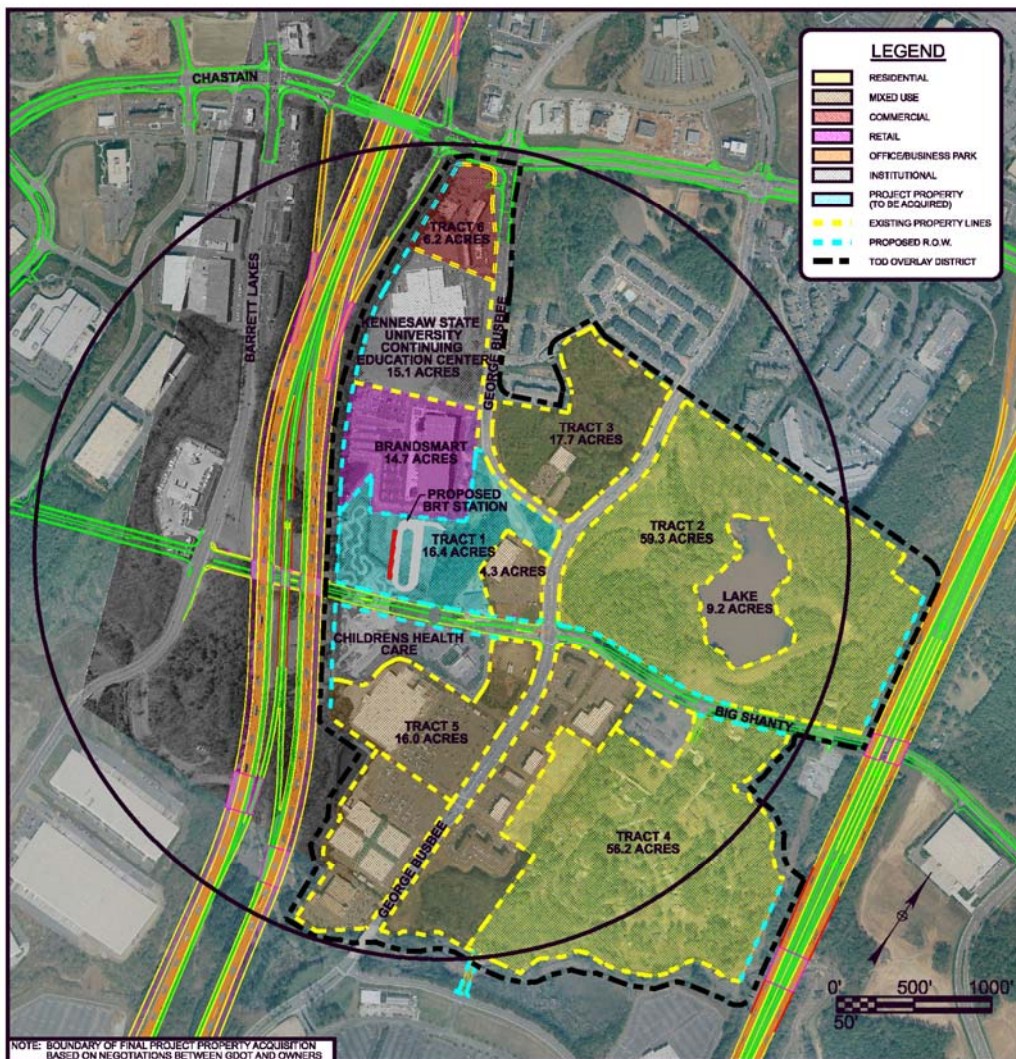 LEGEND
RESIDENTIAL
MIXED USE
COMMERCIAL
RETAIL
OFFICE/BUSINESS PARK
INSTITUTIONAL
PROJECT PROPERTY
(TO BE ACQUIRED)
EXISTING PROPERTY LINES
PROPOSED R.O.W.
TOD OVERLAY DISTRICT
CHASTAIN
BARRETT LAKES
TRACT 6
6.2 ACRES
KENNESAW STATE
UNIVERSITY
CONTINUING
EDUCATION CENTER
15.1 ACRES
GEORGE BUSBEE
TRACT 3
17.7 ACRES
BRANDSMART
14.7 ACRES
PROPOSED
BRT STATION
TRACT 1
16.4 ACRES
4.3 ACRES
TRACT 2
59.3 ACRES
LAKE
9.2 ACRES
CHILDRENS HEALTH
CARE
BIG SHANTY
TRACT 5
16.0 ACRES
TRACT 4
56.2 ACRES
GEORGE BUSBEE
0' 500' 1000'
50'
NOTE: BOUNDARY OF FINAL PROJECT PROPERTY ACQUISITION
BASED ON NEGOTIATIONS BETWEEN GDOT AND OWNERS